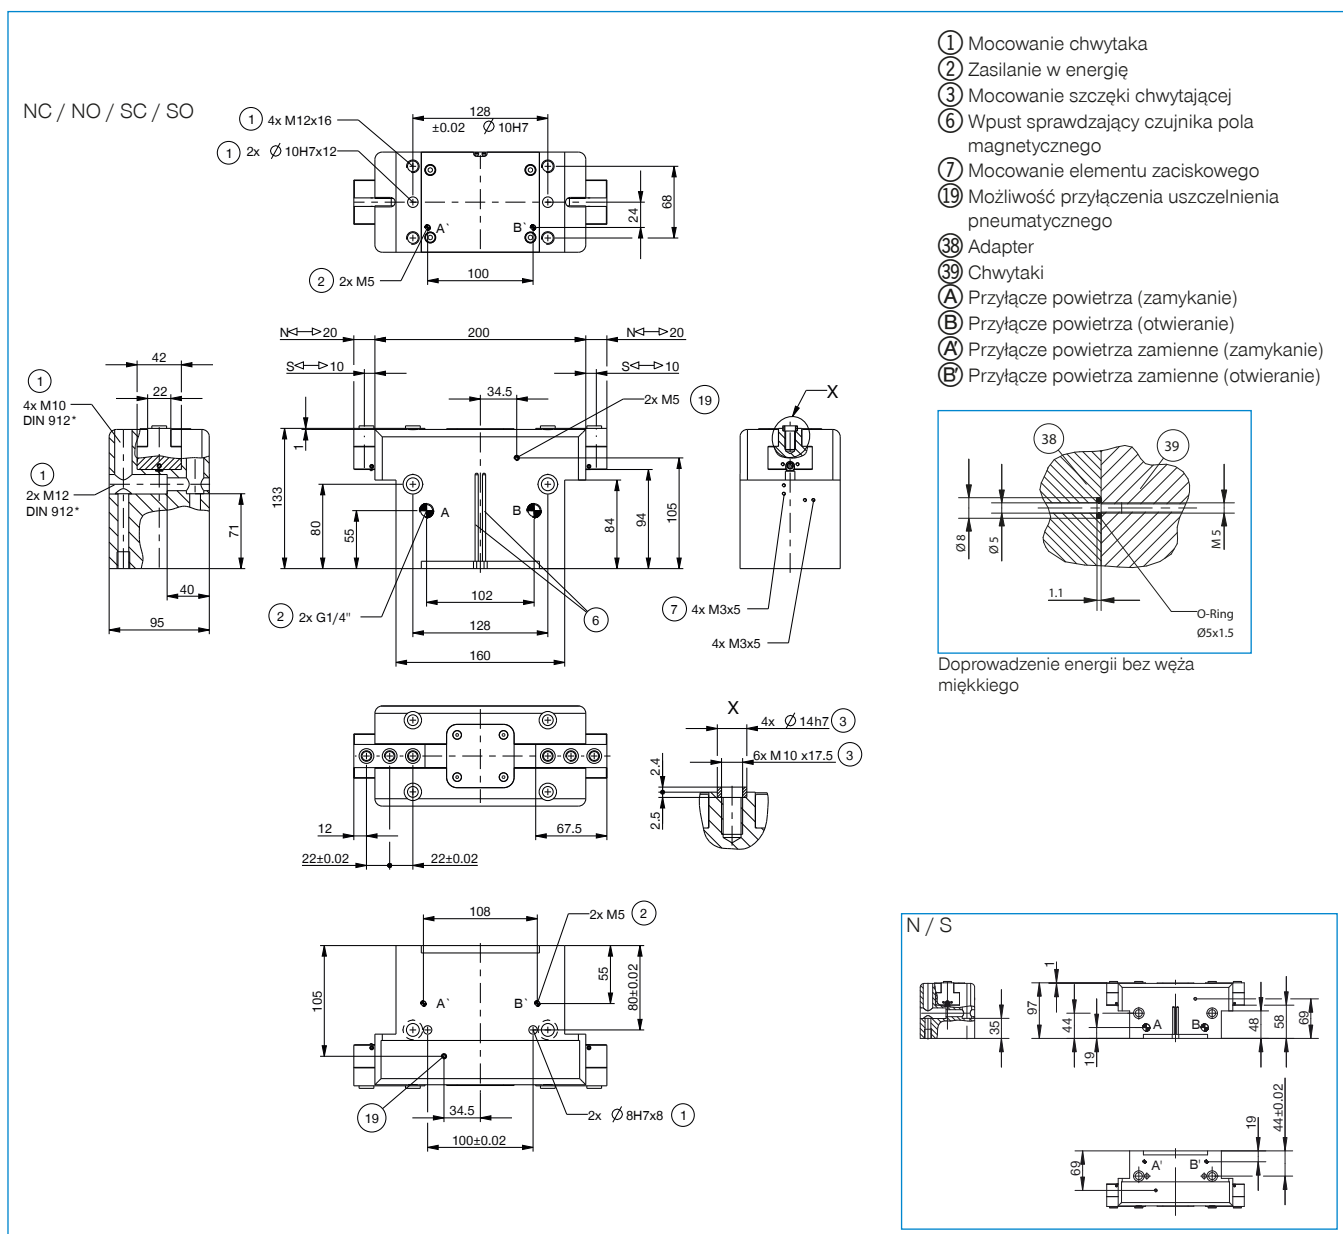 NC / NO / SC / SO
1 4x M12x16
1 2x Ø 10H7x12
128
±0.02 Ø 10H7
68
24
A`
B`
2 2x M5
100
N 20
200
N 20
S 10
S 10
34.5
2x M5 19
1
133
80
55
A
B
84
94
105
102
128
160
2 2x G1/4"
6
1
4x M10
DIN 912*
1
2x M12
DIN 912*
42
22
71
40
95
X
7 4x M3x5
4x M3x5
12
22±0.02
22±0.02
67.5
X
4x Ø 14h7 3
6x M10 x17.5 3
2.4
2.5
108
2x M5 2
105
A`
B`
55
80±0.02
19
34.5
100±0.02
2x Ø 8H7x8 1
1 Mocowanie chwytaka
2 Zasilanie w energię
3 Mocowanie szczęki chwytającej
6 Wpust sprawdzający czujnika pola
magnetycznego
7 Mocowanie elementu zaciskowego
19 Możliwość przyłączenia uszczelnienia
pneumatycznego
38 Adapter
39 Chwytaki
A Przyłącze powietrza (zamykanie)
B Przyłącze powietrza (otwieranie)
A' Przyłącze powietrza zamienne (zamykanie)
B' Przyłącze powietrza zamienne (otwieranie)
38
39
Ø 8
Ø 5
M 5
1.1
O-Ring
Ø5x1.5
Doprowadzenie energii bez węża
miękkiego
N / S
35
1
97
44
19
A
B
48
58
69
69
A'
B'
19
44±0.02